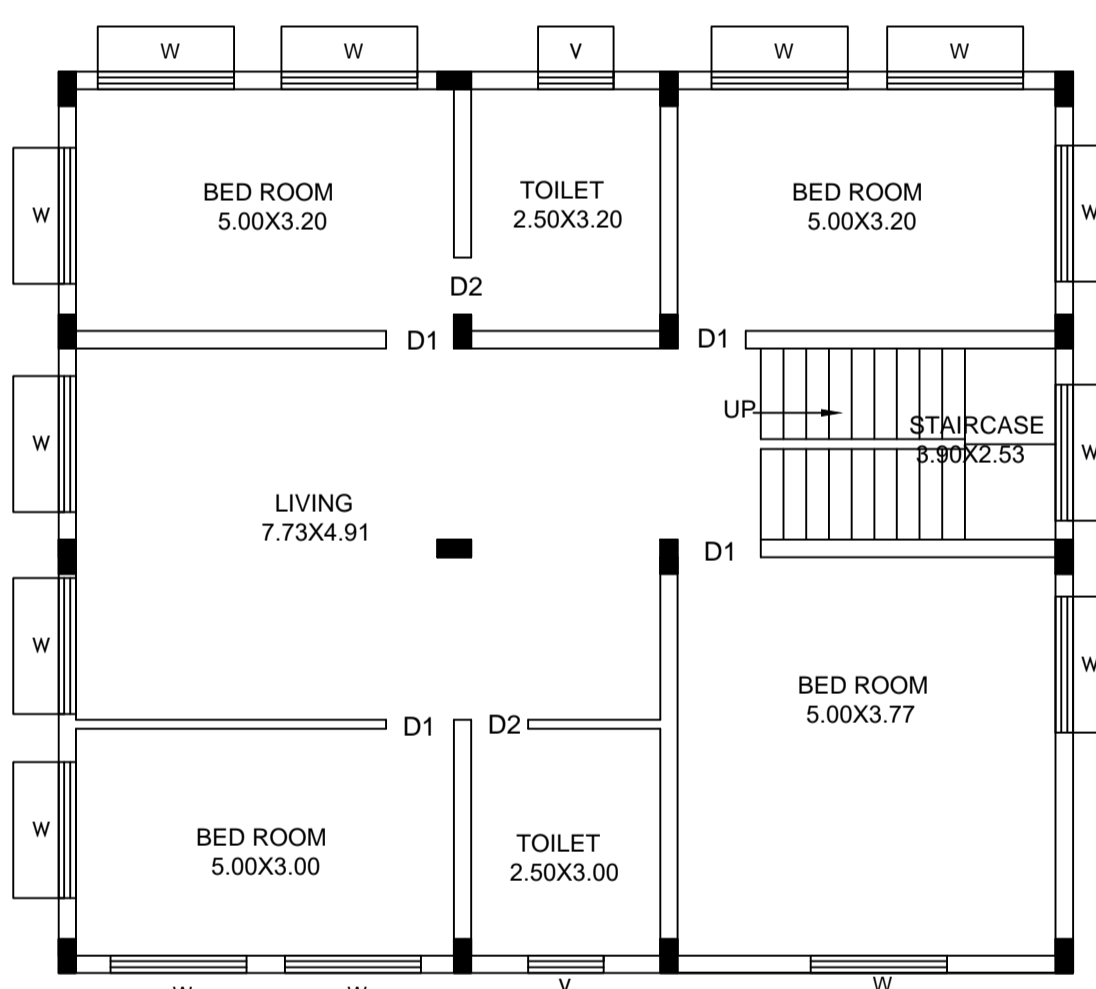 W W V W W
BED ROOM
5.00X3.20
TOILET
2.50X3.20
BED ROOM
5.00X3.20
W
W
D2
D1
D1
UP
STAIRCASE
3.90X2.53
W
W
LIVING
7.73X4.91
D1
W
W
BED ROOM
5.00X3.77
D1
D2
W
BED ROOM
5.00X3.00
TOILET
2.50X3.00
W W V W